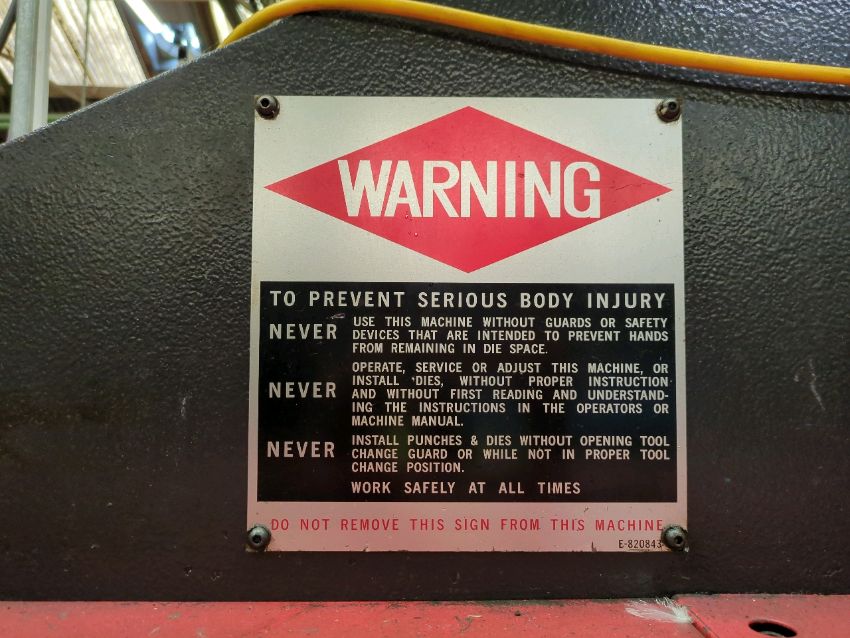 WARNING
TO PREVENT SERIOUS BODY INJURY
NEVER USE THIS MACHINE WITHOUT GUARDS OR SAFETY
DEVICES THAT ARE INTENDED TO PREVENT HANDS
FROM REMAINING IN DIE SPACE.
OPERATE, SERVICE OR ADJUST THIS MACHINE, OR
NEVER INSTALL DIES, WITHOUT PROPER INSTRUCTION
AND WITHOUT FIRST READING AND UNDERSTAND-
ING THE INSTRUCTIONS IN THE OPERATORS OR
MACHINE MANUAL.
NEVER INSTALL PUNCHES & DIES WITHOUT OPENING TOOL
CHANGE GUARD OR WHILE NOT IN PROPER TOOL
CHANGE POSITION.
WORK SAFELY AT ALL TIMES
DO NOT REMOVE THIS SIGN FROM THIS MACHINE
E-820843